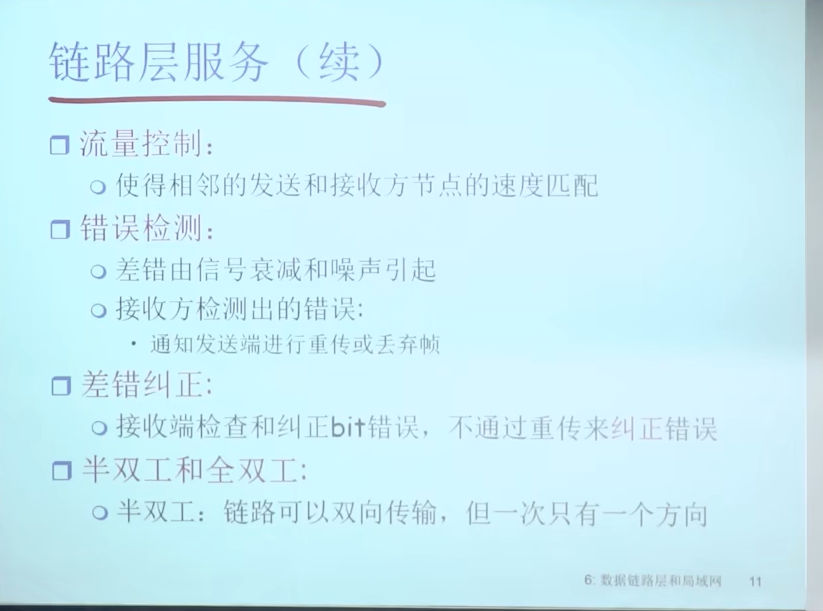 链路层服务（续）
流量控制：
使得相邻的发送和接收方节点的速度匹配
错误检测：
差错由信号衰减和噪声引起
接收方检测出的错误:
· 通知发送端进行重传或丢弃帧
差错纠正:
接收端检查和纠正bit错误，不通过重传来纠正错误
半双工和全双工:
半双工：链路可以双向传输，但一次只有一个方向
6: 数据链路层和局域网 11